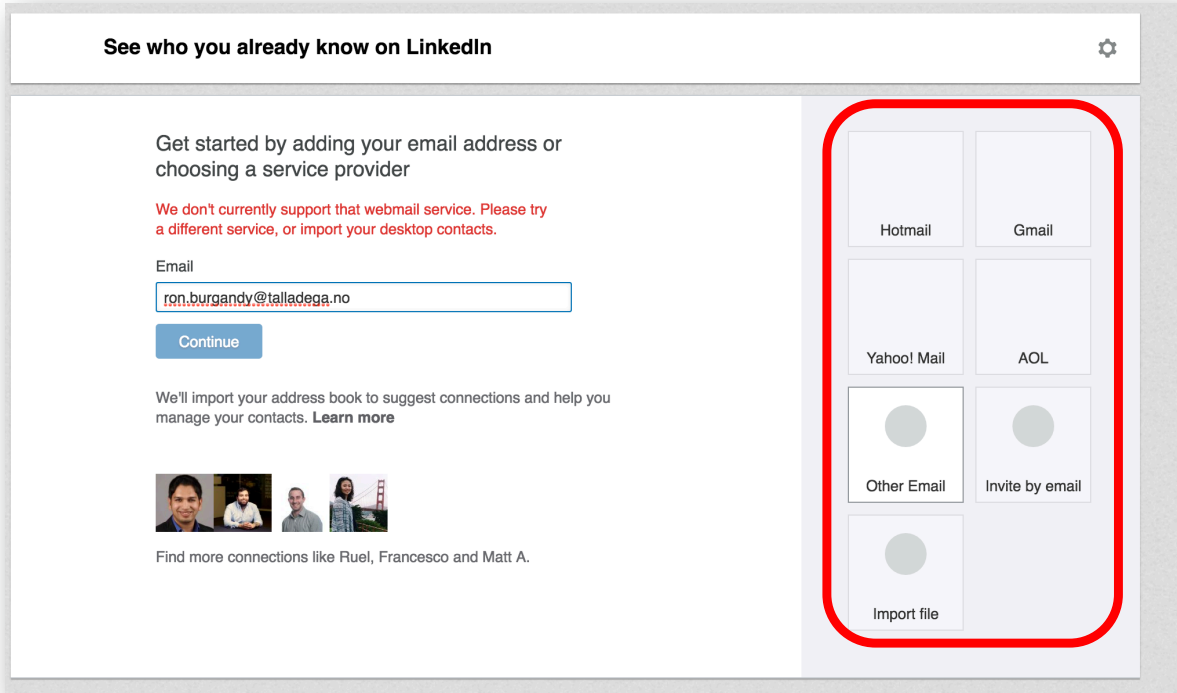 See who you already know on LinkedIn
Get started by adding your email address or
choosing a service provider
We don't currently support that webmail service. Please try
a different service, or import your desktop contacts.
Email
ron.burgandy@talladega.no
Continue
We'll import your address book to suggest connections and help you
manage your contacts. Learn more
Find more connections like Ruel, Francesco and Matt A.
Hotmail
Gmail
Yahoo! Mail
AOL
Other Email
Invite by email
Import file